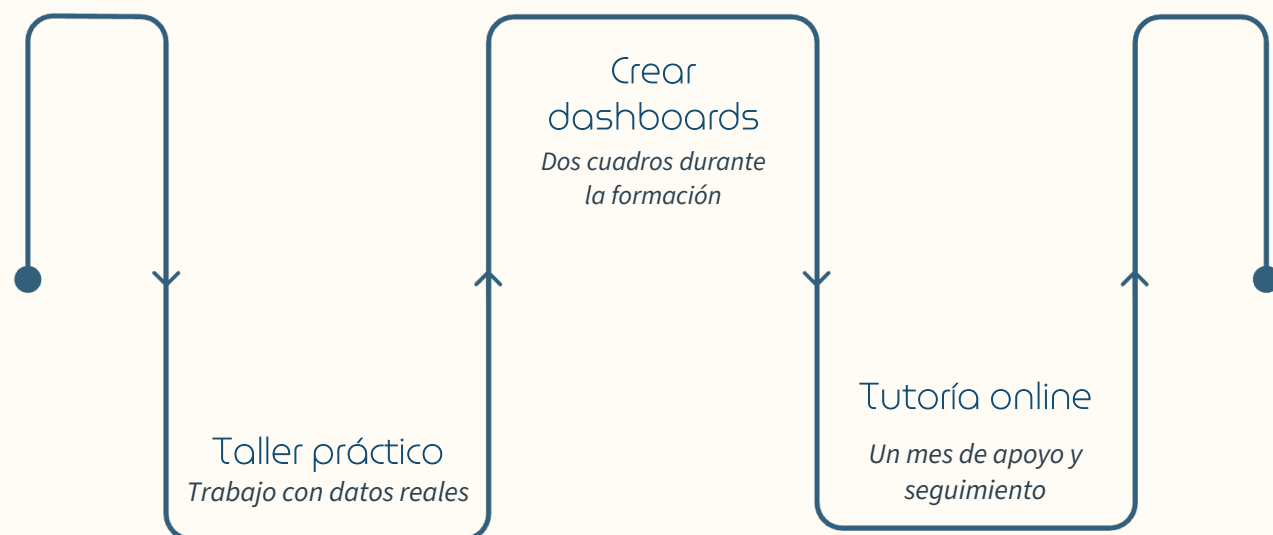 Crear
dashboards
Dos cuadros durante
la formación
Taller práctico
Trabajo con datos reales
Tutoría online
Un mes de apoyo y
seguimiento